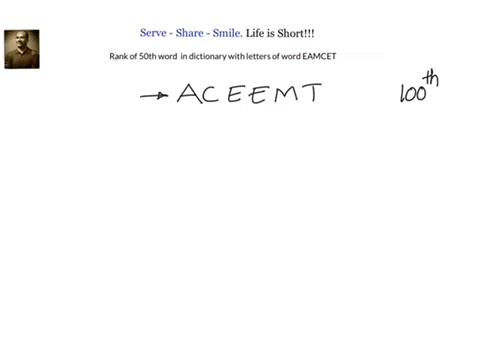 Serve - Share - Smile. Life is Short!!!
Rank of 50th word in dictionary with letters of word EAMCET
→ ACEEMT 100th